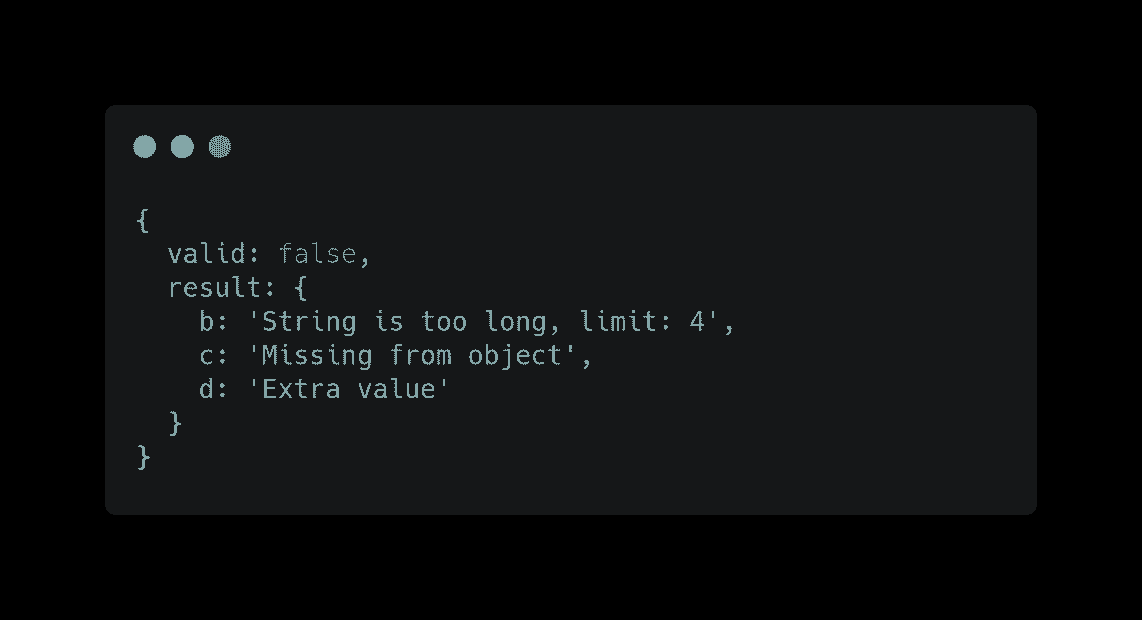 {
  valid: false,
  result: {
    b: 'String is too long, limit: 4',
    c: 'Missing from object',
    d: 'Extra value'
  }
}